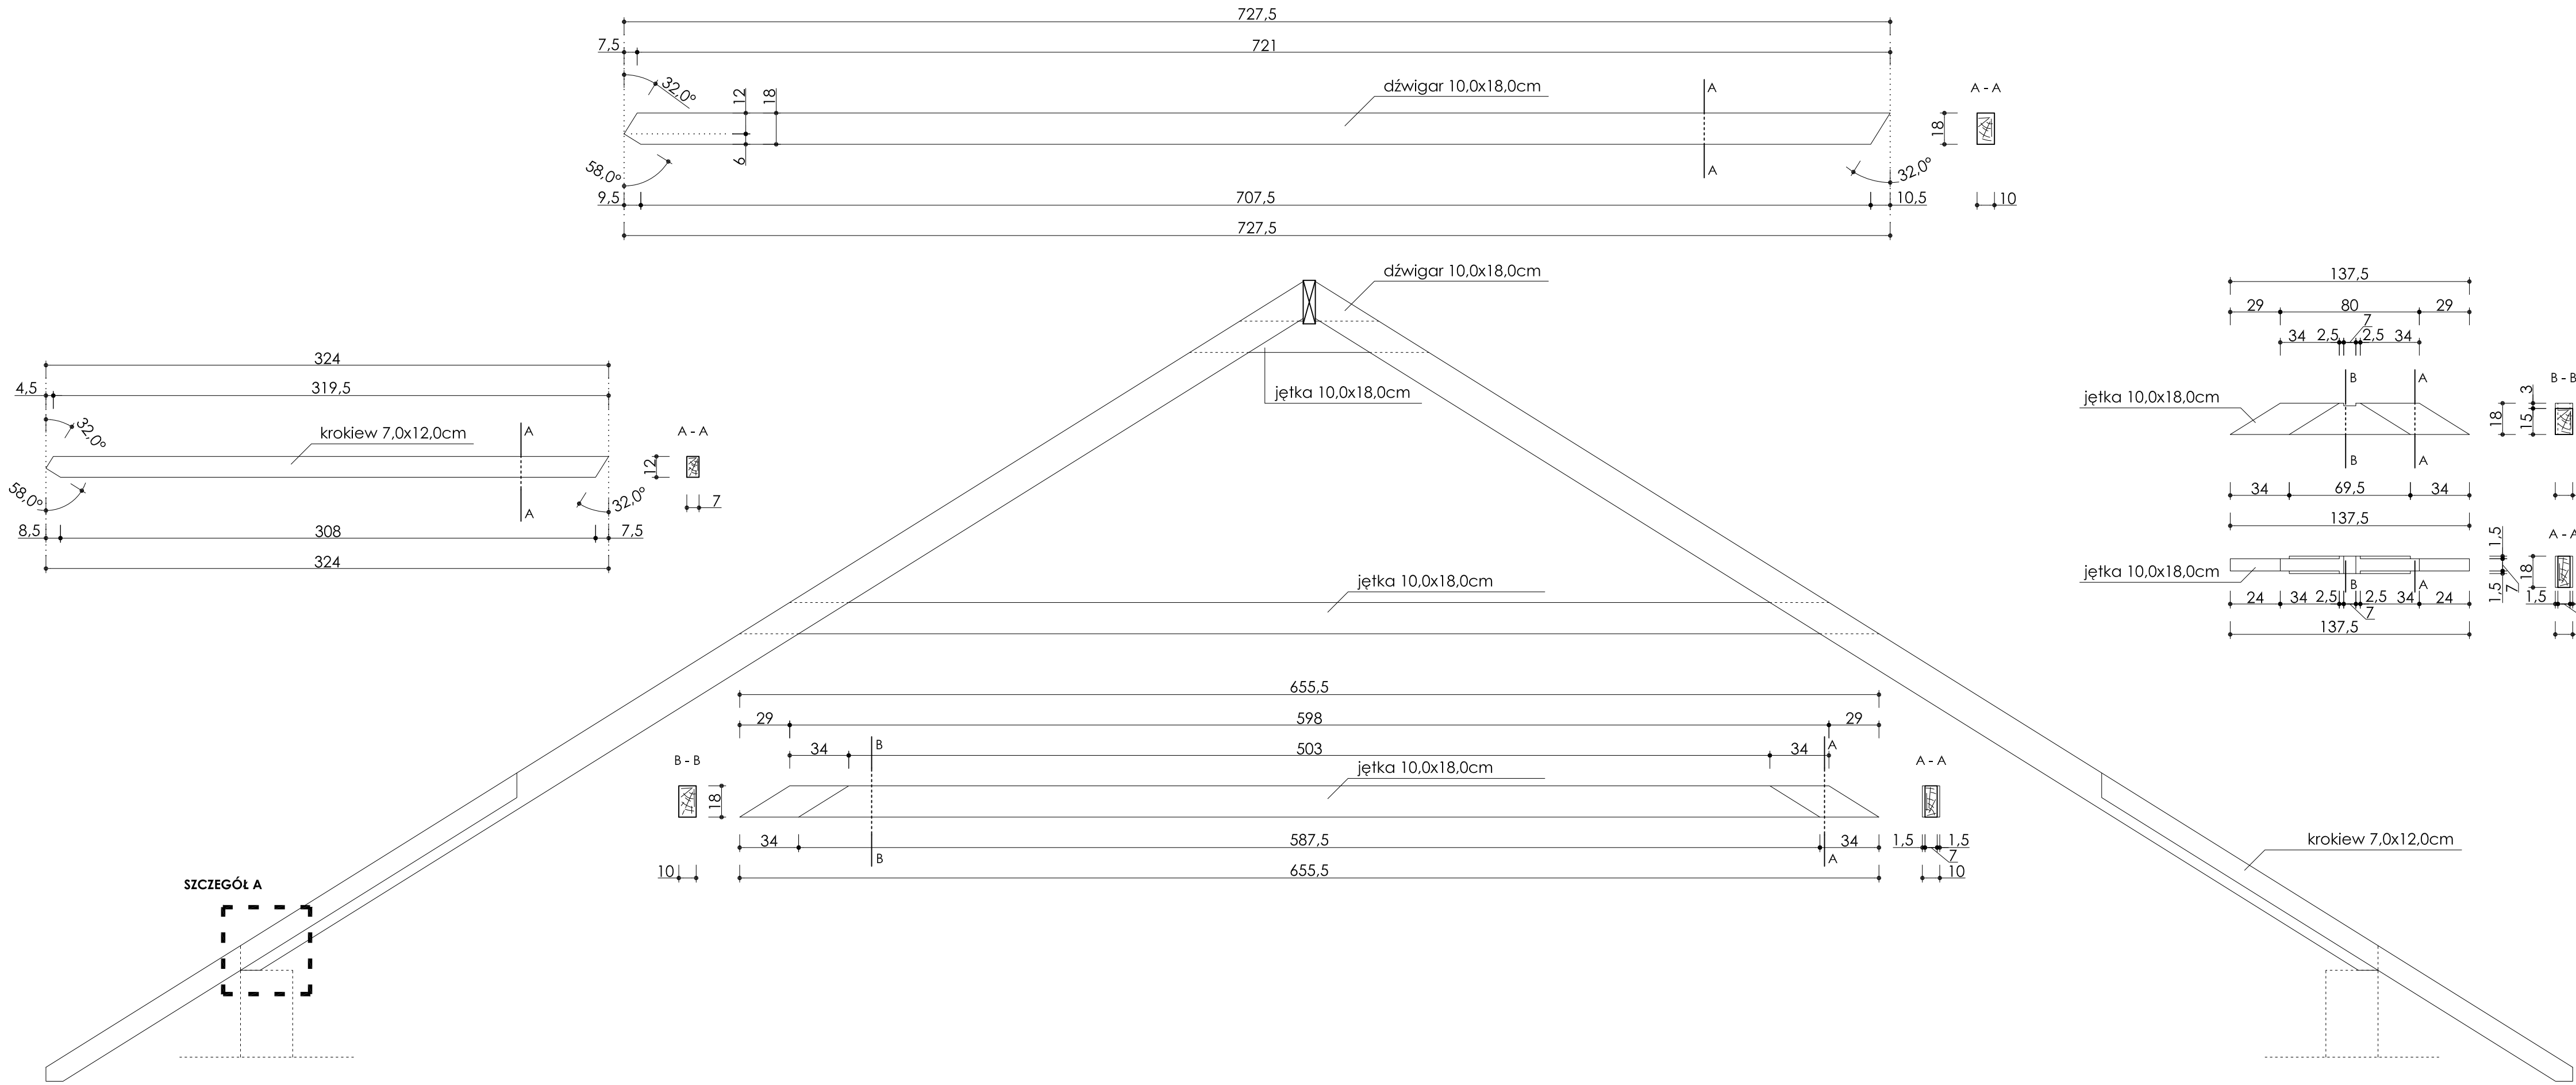 727,5
7,5 721
32,0°
12 18
dźwigar 10,0x18,0cm
A
A - A
18
6
58,0°
A
32,0°
9,5 707,5 10,5 10
727,5
dźwigar 10,0x18,0cm
jętka 10,0x18,0cm
324
4,5 319,5
32,0°
krokiew 7,0x12,0cm
A
A - A
12
58,0°
A
32,0°
7
8,5 308 7,5
324
137,5
29 80 29
7
34 2,5 2,5 34
B A
B - B
jętka 10,0x18,0cm
18 15 3
B A
34 69,5 34
137,5
1,5
A - A
jętka 10,0x18,0cm
18
B A
1,5 7
24 34 2,5 2,5 34 24 1,5
7
137,5
jętka 10,0x18,0cm
655,5
29 598 29
B
34 503 34
A
B - B
jętka 10,0x18,0cm
A - A
18
34 587,5 34 1,5 1,5
B A 7
10 655,5 10
krokiew 7,0x12,0cm
SZCZEGÓŁ A